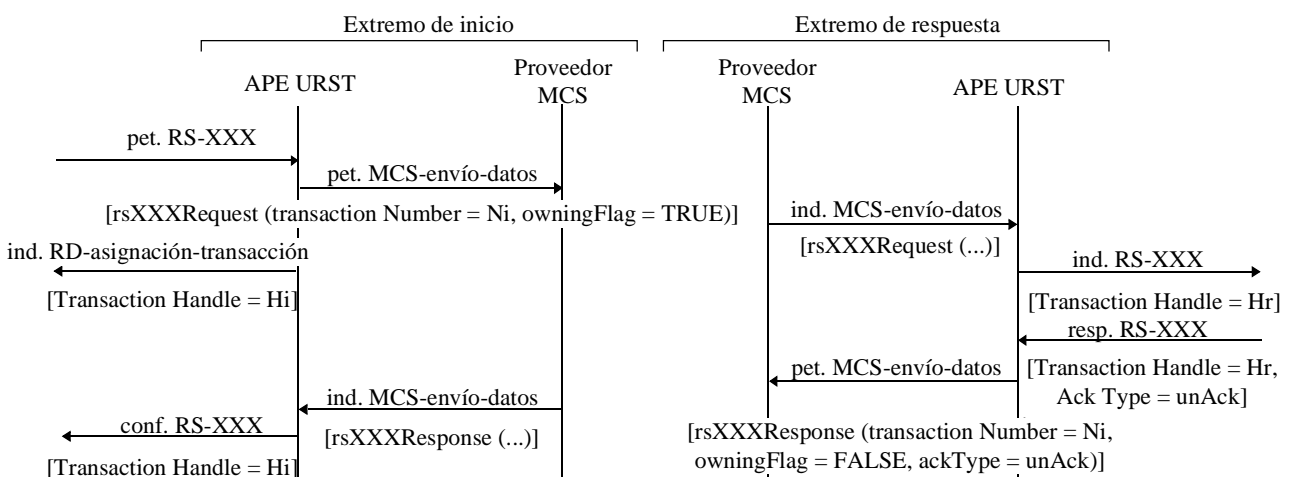 Extremo de inicio
Extremo de respuesta
APE URST
Proveedor
MCS
Proveedor
MCS
APE URST
pet. RS-XXX
pet. MCS-envío-datos
[rsXXXRequest (transaction Number = Ni, owningFlag = TRUE)]
ind. MCS-envío-datos
[rsXXXRequest (...)]
ind. RD-asignación-transacción
[Transaction Handle = Hi]
ind. RS-XXX
[Transaction Handle = Hr]
resp. RS-XXX
[Transaction Handle = Hr,
Ack Type = unAck]
pet. MCS-envío-datos
[rsXXXResponse (transaction Number = Ni,
owningFlag = FALSE, ackType = unAck)]
ind. MCS-envío-datos
[rsXXXResponse (...)]
conf. RS-XXX
[Transaction Handle = Hi]